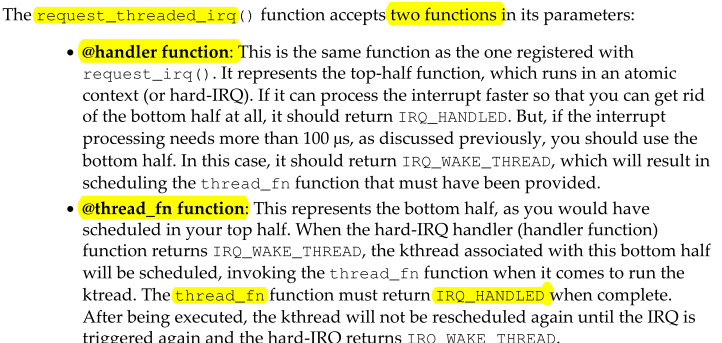 The request_threaded_irq() function accepts two functions in its parameters:
• @handler function: This is the same function as the one registered with
request_irq(). It represents the top-half function, which runs in an atomic
context (or hard-IRQ). If it can process the interrupt faster so that you can get rid
of the bottom half at all, it should return IRQ_HANDLED. But, if the interrupt
processing needs more than 100 μs, as discussed previously, you should use the
bottom half. In this case, it should return IRQ_WAKE_THREAD, which will result in
scheduling the thread_fn function that must have been provided.
• @thread_fn function: This represents the bottom half, as you would have
scheduled in your top half. When the hard-IRQ handler (handler function)
function returns IRQ_WAKE_THREAD, the kthread associated with this bottom half
will be scheduled, invoking the thread_fn function when it comes to run the
ktread. The thread_fn function must return IRQ_HANDLED when complete.
After being executed, the kthread will not be rescheduled again until the IRQ is
triggered again and the hard-IRQ returns IRQ_WAKE_THREAD.